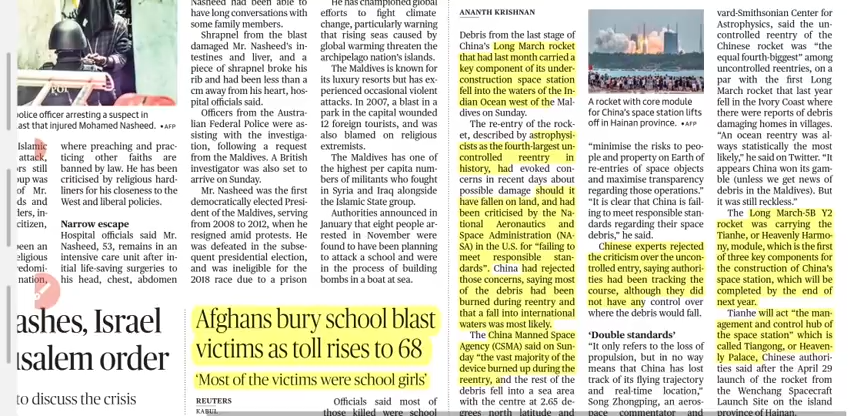 police officer arresting a suspect in
ast that injured Mohamed Nasheed. •AFP
Islamic
attack,
rs still
up was
of Mr.
ds and
ders, in-
citizen,
been an
eligious
redomi-
nation,
where preaching and prac-
ticing other faiths are
banned by law. He has been
criticised by religious hard-
liners for his closeness to the
West and liberal policies.
Narrow escape
Hospital officials said Mr.
Nasheed, 53, remains in an
intensive care unit after in-
itial life-saving surgeries to
his head, chest, abdomen
Nasheed had been able to
have long conversations with
some family members.
Shrapnel from the blast
damaged Mr. Nasheed's in-
testines and liver, and a
piece of shrapnel broke his
rib and had been less than a
cm away from his heart, hos-
pital officials said.
Officers from the Austra-
lian Federal Police were as-
sisting with the investiga-
tion, following a request
from the Maldives. A British
investigator was also set to
arrive on Sunday.
Mr. Nasheed was the first
democratically elected Presi-
dent of the Maldives, serving
from 2008 to 2012, when he
resigned amid protests. He
was defeated in the subse-
quent presidential election,
and was ineligible for the
2018 race due to a prison
He has championed global
efforts to fight climate
change, particularly warning
that rising seas caused by
global warming threaten the
archipelago nation's islands.
The Maldives is known for
its luxury resorts but has ex-
perienced occasional violent
attacks. In 2007, a blast in a
park in the capital wounded
12 foreign tourists, and was
also blamed on religious
extremists.
The Maldives has one of
the highest per capita num-
bers of militants who fought
in Syria and Iraq alongside
the Islamic State group.
Authorities announced in
January that eight people ar-
rested in November were
found to have been planning
to attack a school and were
in the process of building
bombs in a boat at sea.
ashes, Israel
usalem order
to discuss the crisis
Afghans bury school blast
victims as toll rises to 68
'Most of the victims were school girls'
REUTERS
KABUL
Officials said most of
those killed were school
ANANTH KRISHNAN
Debris from the last stage of
China's Long March rocket
that had last month carried a
key component of its under-
construction space station
fell into the waters of the In-
dian Ocean west of the Mal-
dives on Sunday.
The re-entry of the rock-
et, described by astrophysi-
cists as the fourth-largest un-
controlled reentry in
history, had evoked con-
cerns in recent days about
possible damage should it
have fallen on land, and had
been criticised by the Na-
tional Aeronautics and
Space Administration (NA-
SA) in the U.S. for "failing to
meet responsible stan-
dards". China had rejected
those concerns, saying most
of the debris had been
burned during reentry and
that a fall into international
waters was most likely.
The China Manned Space
Agency (CSMA) said on Sun-
day "the vast majority of the
device burned up during the
reentry, and the rest of the
debris fell into a sea area
with the centre at 2.65 de-
grees north latitude and
A rocket with core module
for China's space station lifts
off in Hainan province. •AFP
"minimise the risks to peo-
ple and property on Earth of
re-entries of space objects
and maximise transparency
regarding those operations."
"It is clear that China is fail-
ing to meet responsible stan-
dards regarding their space
debris," he said.
Chinese experts rejected
the criticism over the uncon-
trolled entry, saying authori-
ties had been tracking the
course, although they did
not have any control over
where the debris would fall.
'Double standards'
"It only refers to the loss of
propulsion, but in no way
means that China has lost
track of its flying trajectory
and real-time location,"
Song Zhongping, an aeros-
pace commentator and
vard-Smithsonian Center for
Astrophysics, said the un-
controlled reentry of the
Chinese rocket was "the
equal fourth-biggest" among
uncontrolled reentries, on a
par with the first Long
March rocket that last year
fell in the Ivory Coast where
there were reports of debris
damaging homes in villages.
"An ocean reentry was al-
ways statistically the most
likely," he said on Twitter. "It
appears China won its gam-
ble (unless we get news of
debris in the Maldives). But
it was still reckless."
The Long March-5B Y2
rocket was carrying the
Tianhe, or Heavenly Harmo-
ny, module, which is the first
of three key components for
the construction of China's
space station, which will be
completed by the end of
next year.
Tianhe will act "the man-
agement and control hub of
the space station" which is
called Tiangong, or Heaven-
ly Palace, Chinese authori-
ties said after the April 29
launch of the rocket from
the Wenchang Spacecraft
Launch Site on the island
province of Hainan.